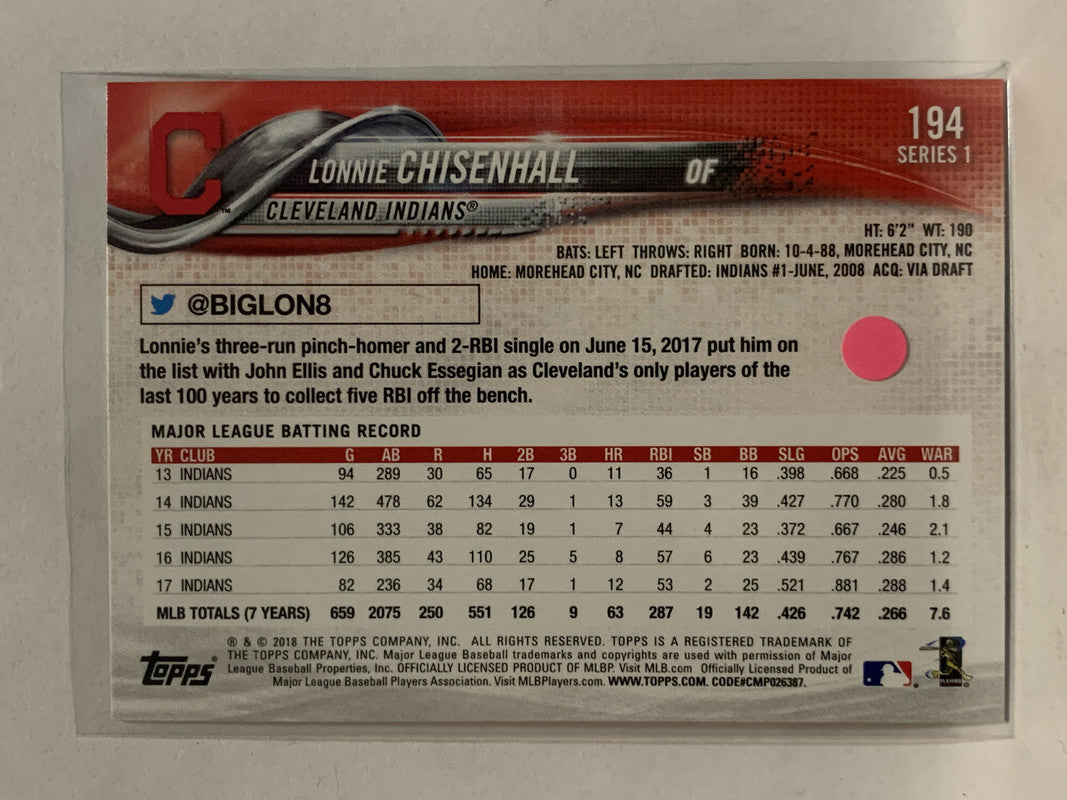 C
™
194
SERIES 1
LONNIE CHISENHALL OF
CLEVELAND INDIANS®
HT: 6'2" WT: 190
BATS: LEFT THROWS: RIGHT BORN: 10-4-88, MOREHEAD CITY, NC
HOME: MOREHEAD CITY, NC DRAFTED: INDIANS #1-JUNE, 2008 ACQ: VIA DRAFT
@BIGLON8
Lonnie's three-run pinch-homer and 2-RBI single on June 15, 2017 put him on
the list with John Ellis and Chuck Essegian as Cleveland's only players of the
last 100 years to collect five RBI off the bench.
MAJOR LEAGUE BATTING RECORD
YR CLUB G AB R H 2B 3B HR RBI SB BB SLG OPS AVG WAR
13 INDIANS 94 289 30 65 17 0 11 36 1 16 .398 .668 .225 0.5
14 INDIANS 142 478 62 134 29 1 13 59 3 39 .427 .770 .280 1.8
15 INDIANS 106 333 38 82 19 1 7 44 4 23 .372 .667 .246 2.1
16 INDIANS 126 385 43 110 25 5 8 57 6 23 .439 .767 .286 1.2
17 INDIANS 82 236 34 68 17 1 12 53 2 25 .521 .881 .288 1.4
MLB TOTALS (7 YEARS) 659 2075 250 551 126 9 63 287 19 142 .426 .742 .266 7.6
® & © 2018 THE TOPPS COMPANY, INC. ALL RIGHTS RESERVED. TOPPS IS A REGISTERED TRADEMARK OF
THE TOPPS COMPANY, INC. Major League Baseball trademarks and copyrights are used with permission of Major
League Baseball Properties, Inc. OFFICIALLY LICENSED PRODUCT OF MLBP. Visit MLB.com Officially Licensed Product of
Major League Baseball Players Association. Visit MLBPlayers.com. WWW.TOPPS.COM. CODE#CMP026387.
TOPPS®
PLAYERS